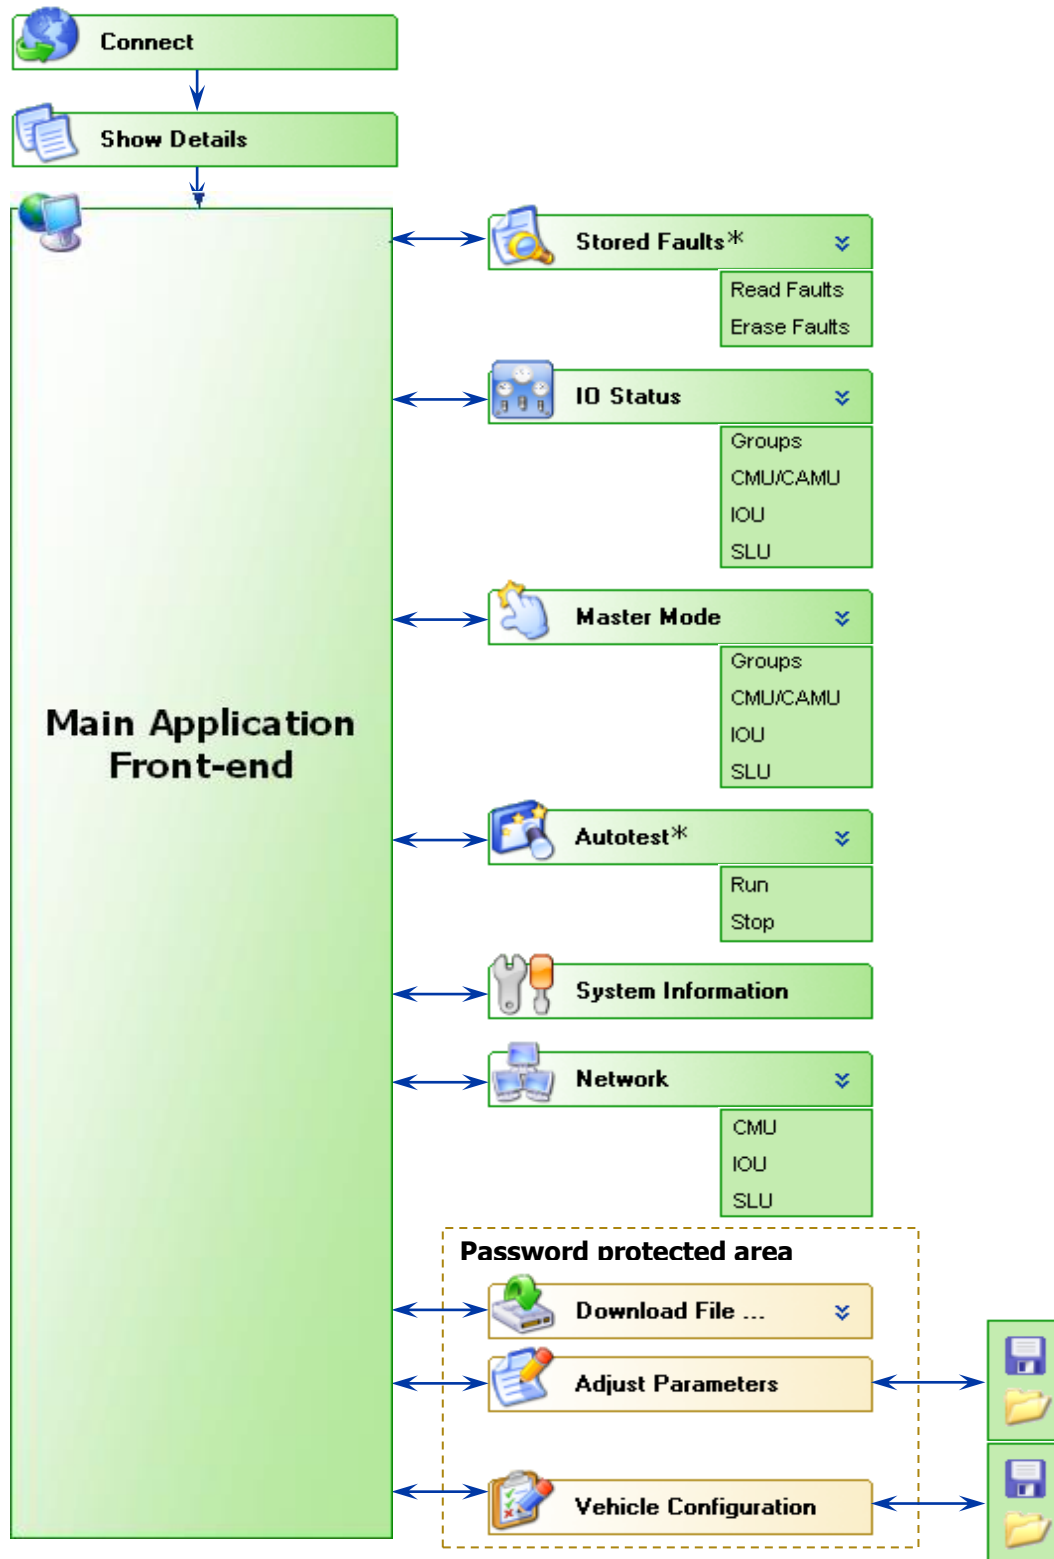 Connect
Show Details
Main Application
Front-end
Stored Faults*
Read Faults
Erase Faults
IO Status
Groups
CMU/CAMU
IOU
SLU
Master Mode
Groups
CMU/CAMU
IOU
SLU
Autotest*
Run
Stop
System Information
Network
CMU
IOU
SLU
Password protected area
Download File ...
Adjust Parameters
Vehicle Configuration